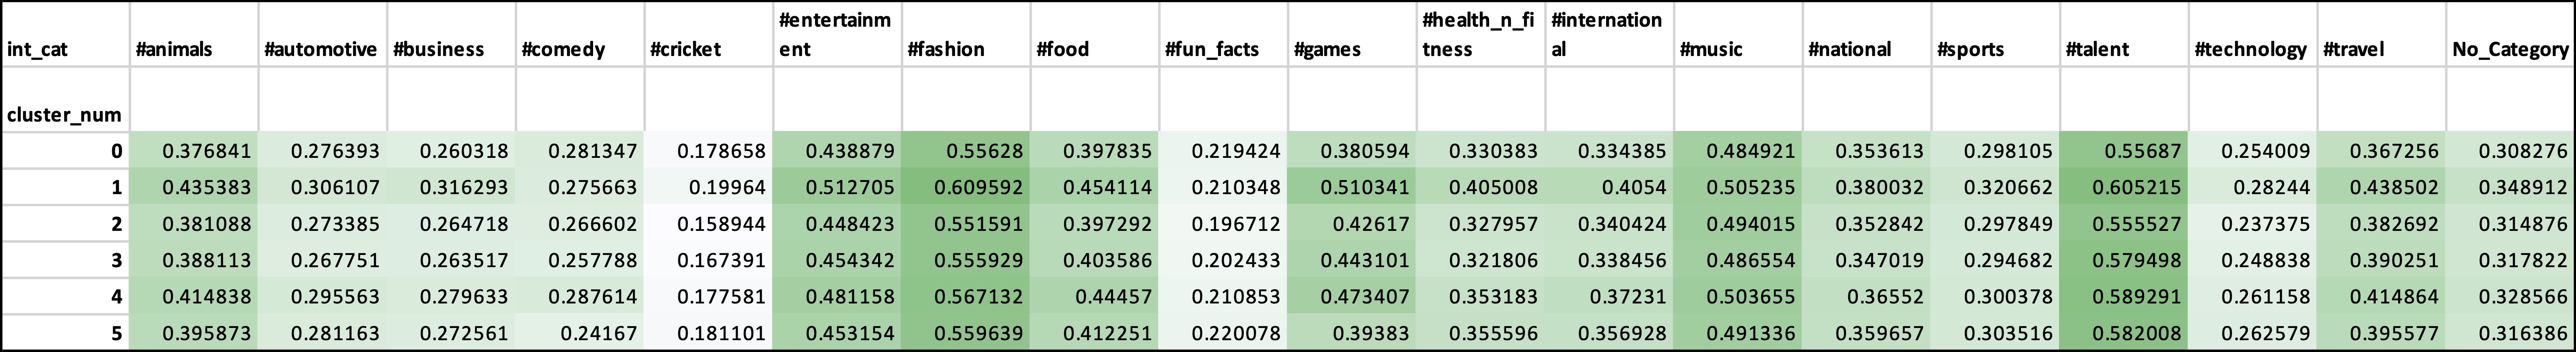 int_cat #animals #automotive #business #comedy #cricket #entertainm ent #fashion #food #fun_facts #games #health_n_fi tness #internation al #music #national #sports #talent #technology #travel No_Category
cluster_num
0 0.376841 0.276393 0.260318 0.281347 0.178658 0.438879 0.55628 0.397835 0.219424 0.380594 0.330383 0.334385 0.484921 0.353613 0.298105 0.55687 0.254009 0.367256 0.308276
1 0.435383 0.306107 0.316293 0.275663 0.19964 0.512705 0.609592 0.454114 0.210348 0.510341 0.405008 0.4054 0.505235 0.380032 0.320662 0.605215 0.28244 0.438502 0.348912
2 0.381088 0.273385 0.264718 0.266602 0.158944 0.448423 0.551591 0.397292 0.196712 0.42617 0.327957 0.340424 0.494015 0.352842 0.297849 0.555527 0.237375 0.382692 0.314876
3 0.388113 0.267751 0.263517 0.257788 0.167391 0.454342 0.555929 0.403586 0.202433 0.443101 0.321806 0.338456 0.486554 0.347019 0.294682 0.579498 0.248838 0.390251 0.317822
4 0.414838 0.295563 0.279633 0.287614 0.177581 0.481158 0.567132 0.44457 0.210853 0.473407 0.353183 0.37231 0.503655 0.36552 0.300378 0.589291 0.261158 0.414864 0.328566
5 0.395873 0.281163 0.272561 0.24167 0.181101 0.453154 0.559639 0.412251 0.220078 0.39383 0.355596 0.356928 0.491336 0.359657 0.303516 0.582008 0.262579 0.395577 0.316386